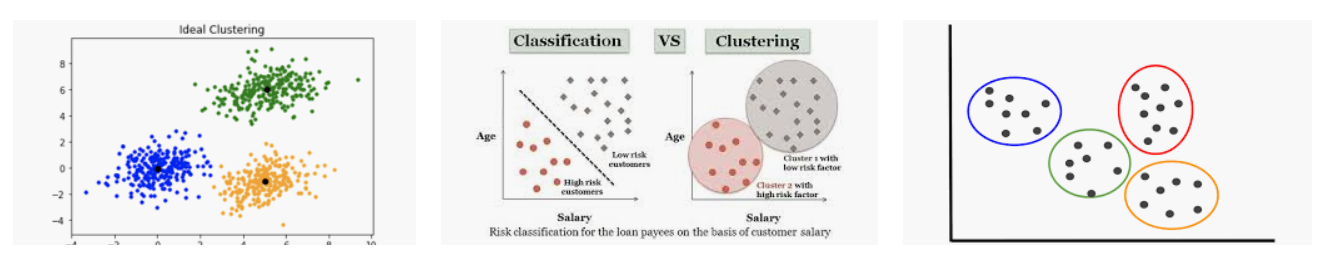 Ideal Clustering
8
6
4
2
0
−2
−4
−4
−2
0
2
4
6
8
10
Classification VS Clustering
Age
Low risk
customers
High risk
customers
Salary
Age
Cluster 1 with
low risk factor
Cluster 2 with
high risk factor
Salary
Risk classification for the loan payees on the basis of customer salary